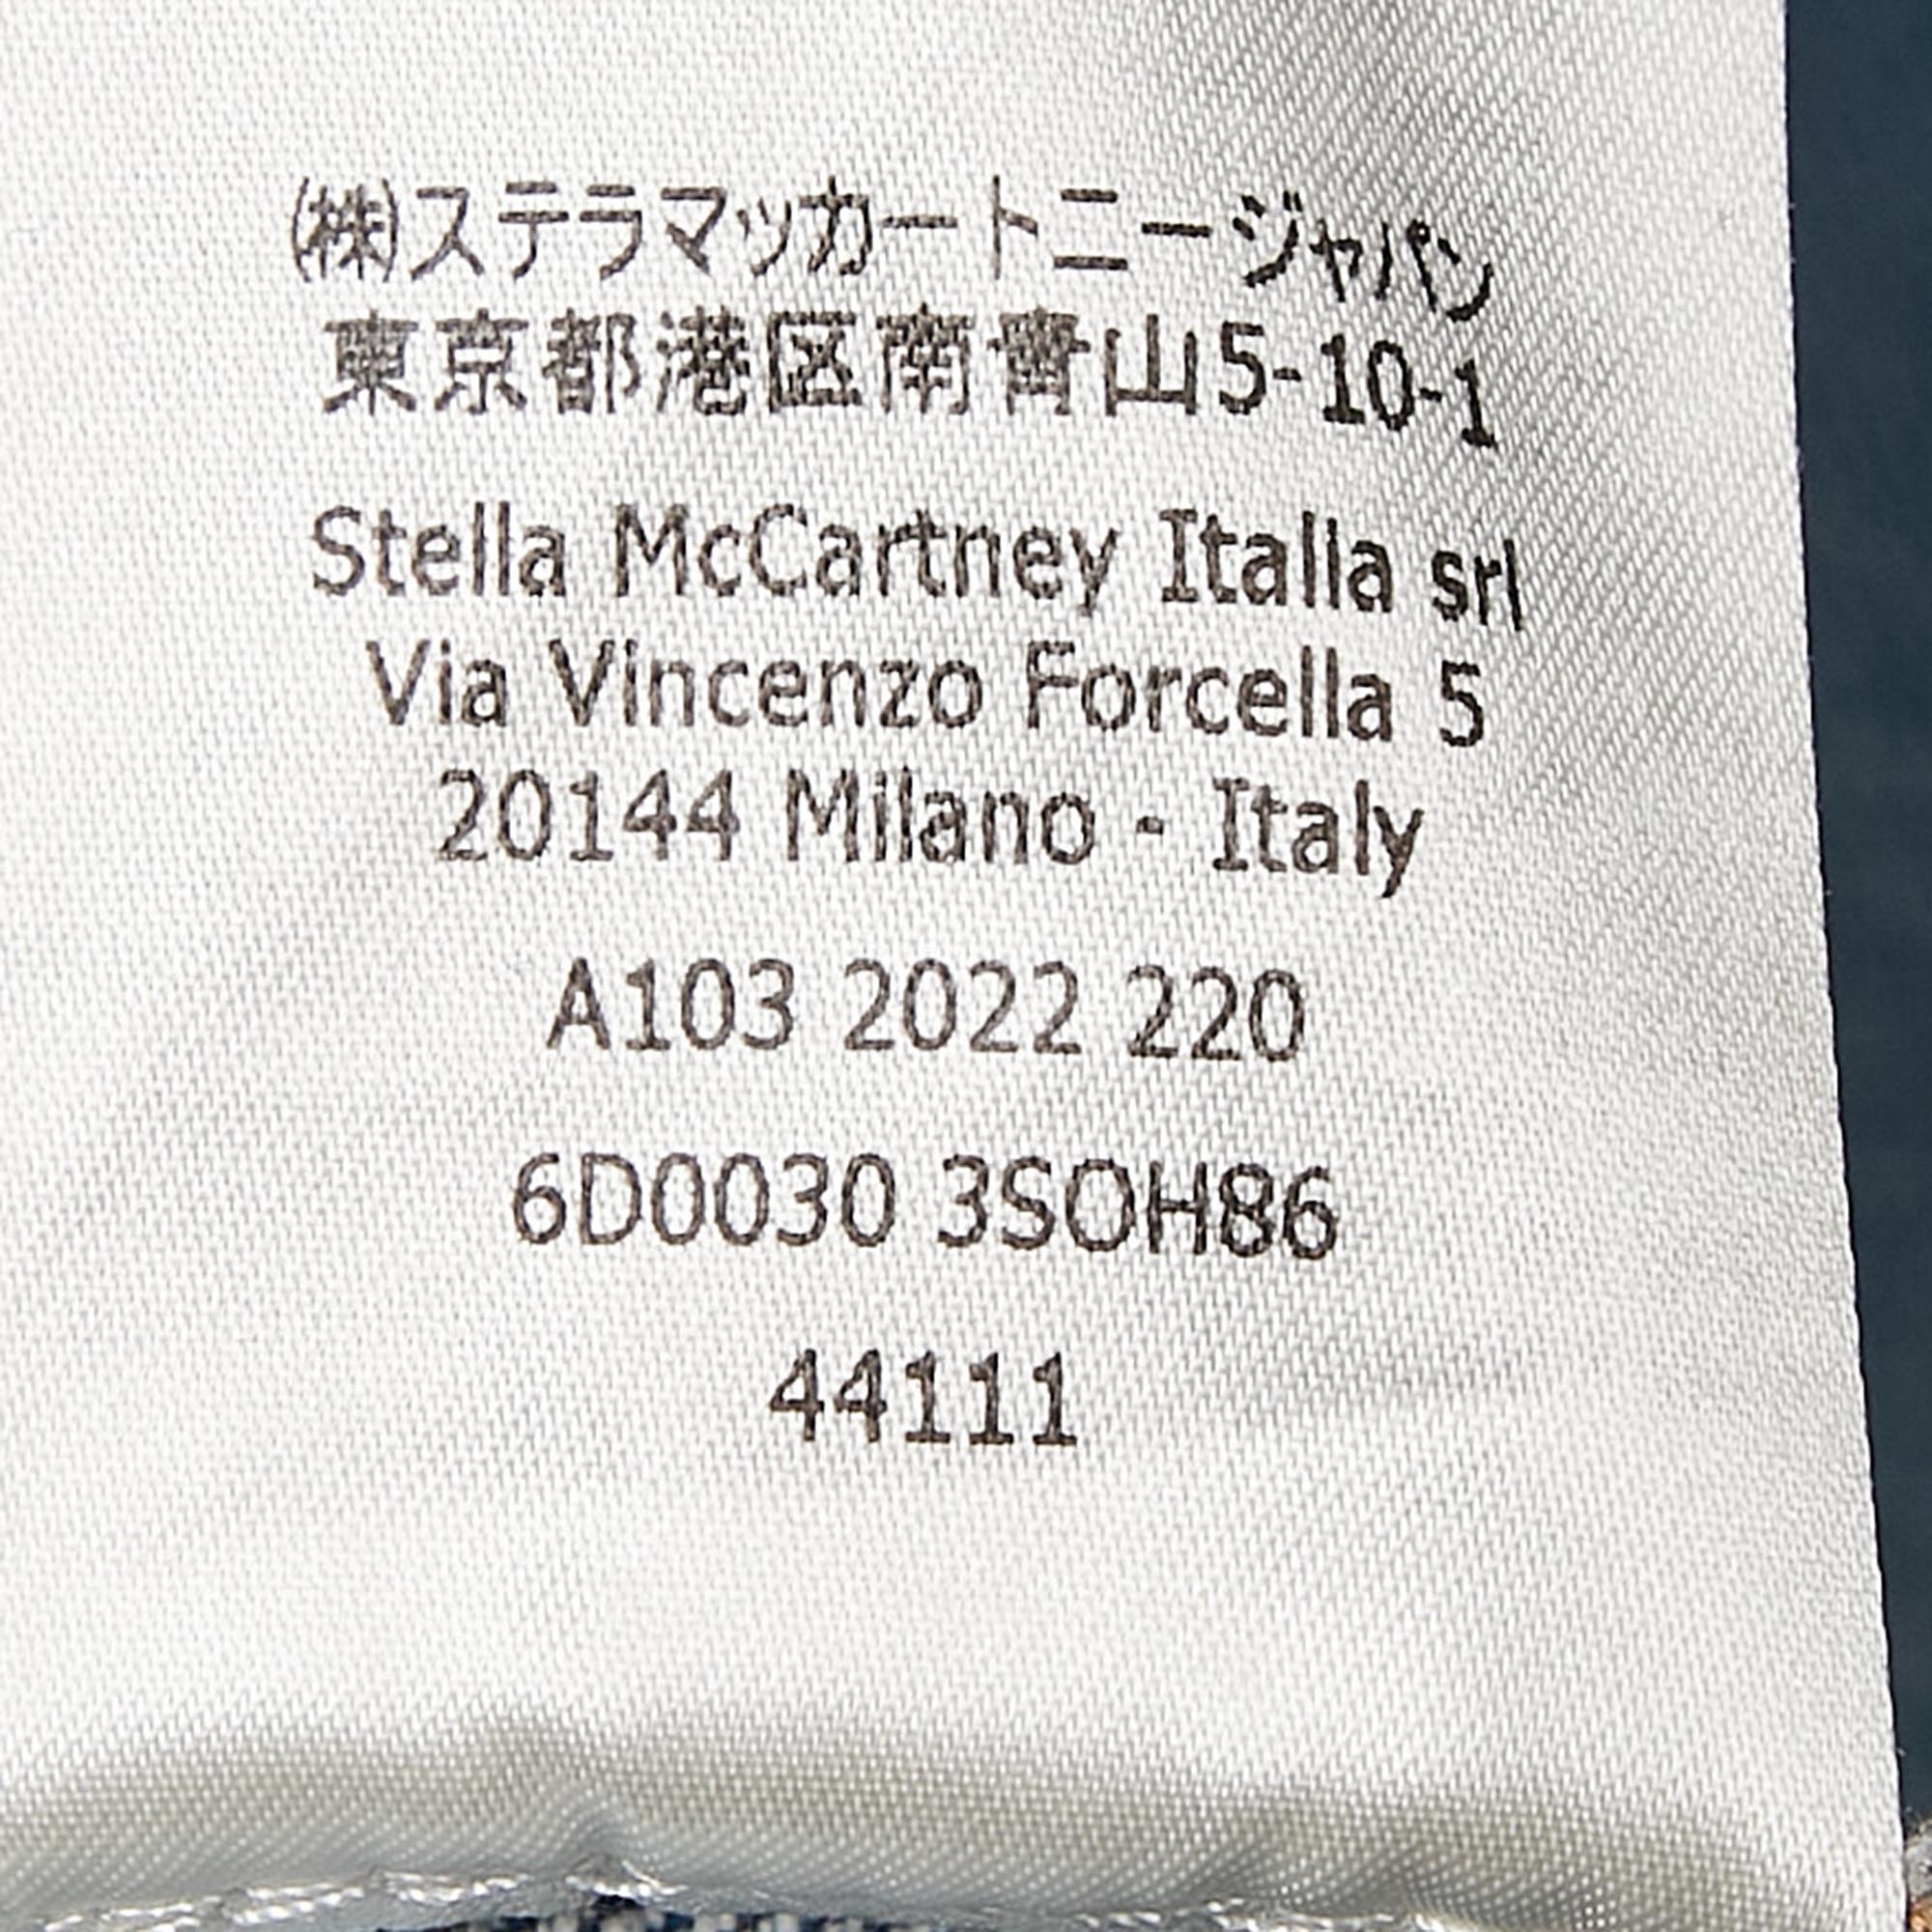 ㈱ステラマッカートニージャパン
東京都港区南青山5-10-1
Stella McCartney Italia srl
Via Vincenzo Forcella 5
20144 Milano - Italy
A103 2022 220
6D0030 3SOH86
44111